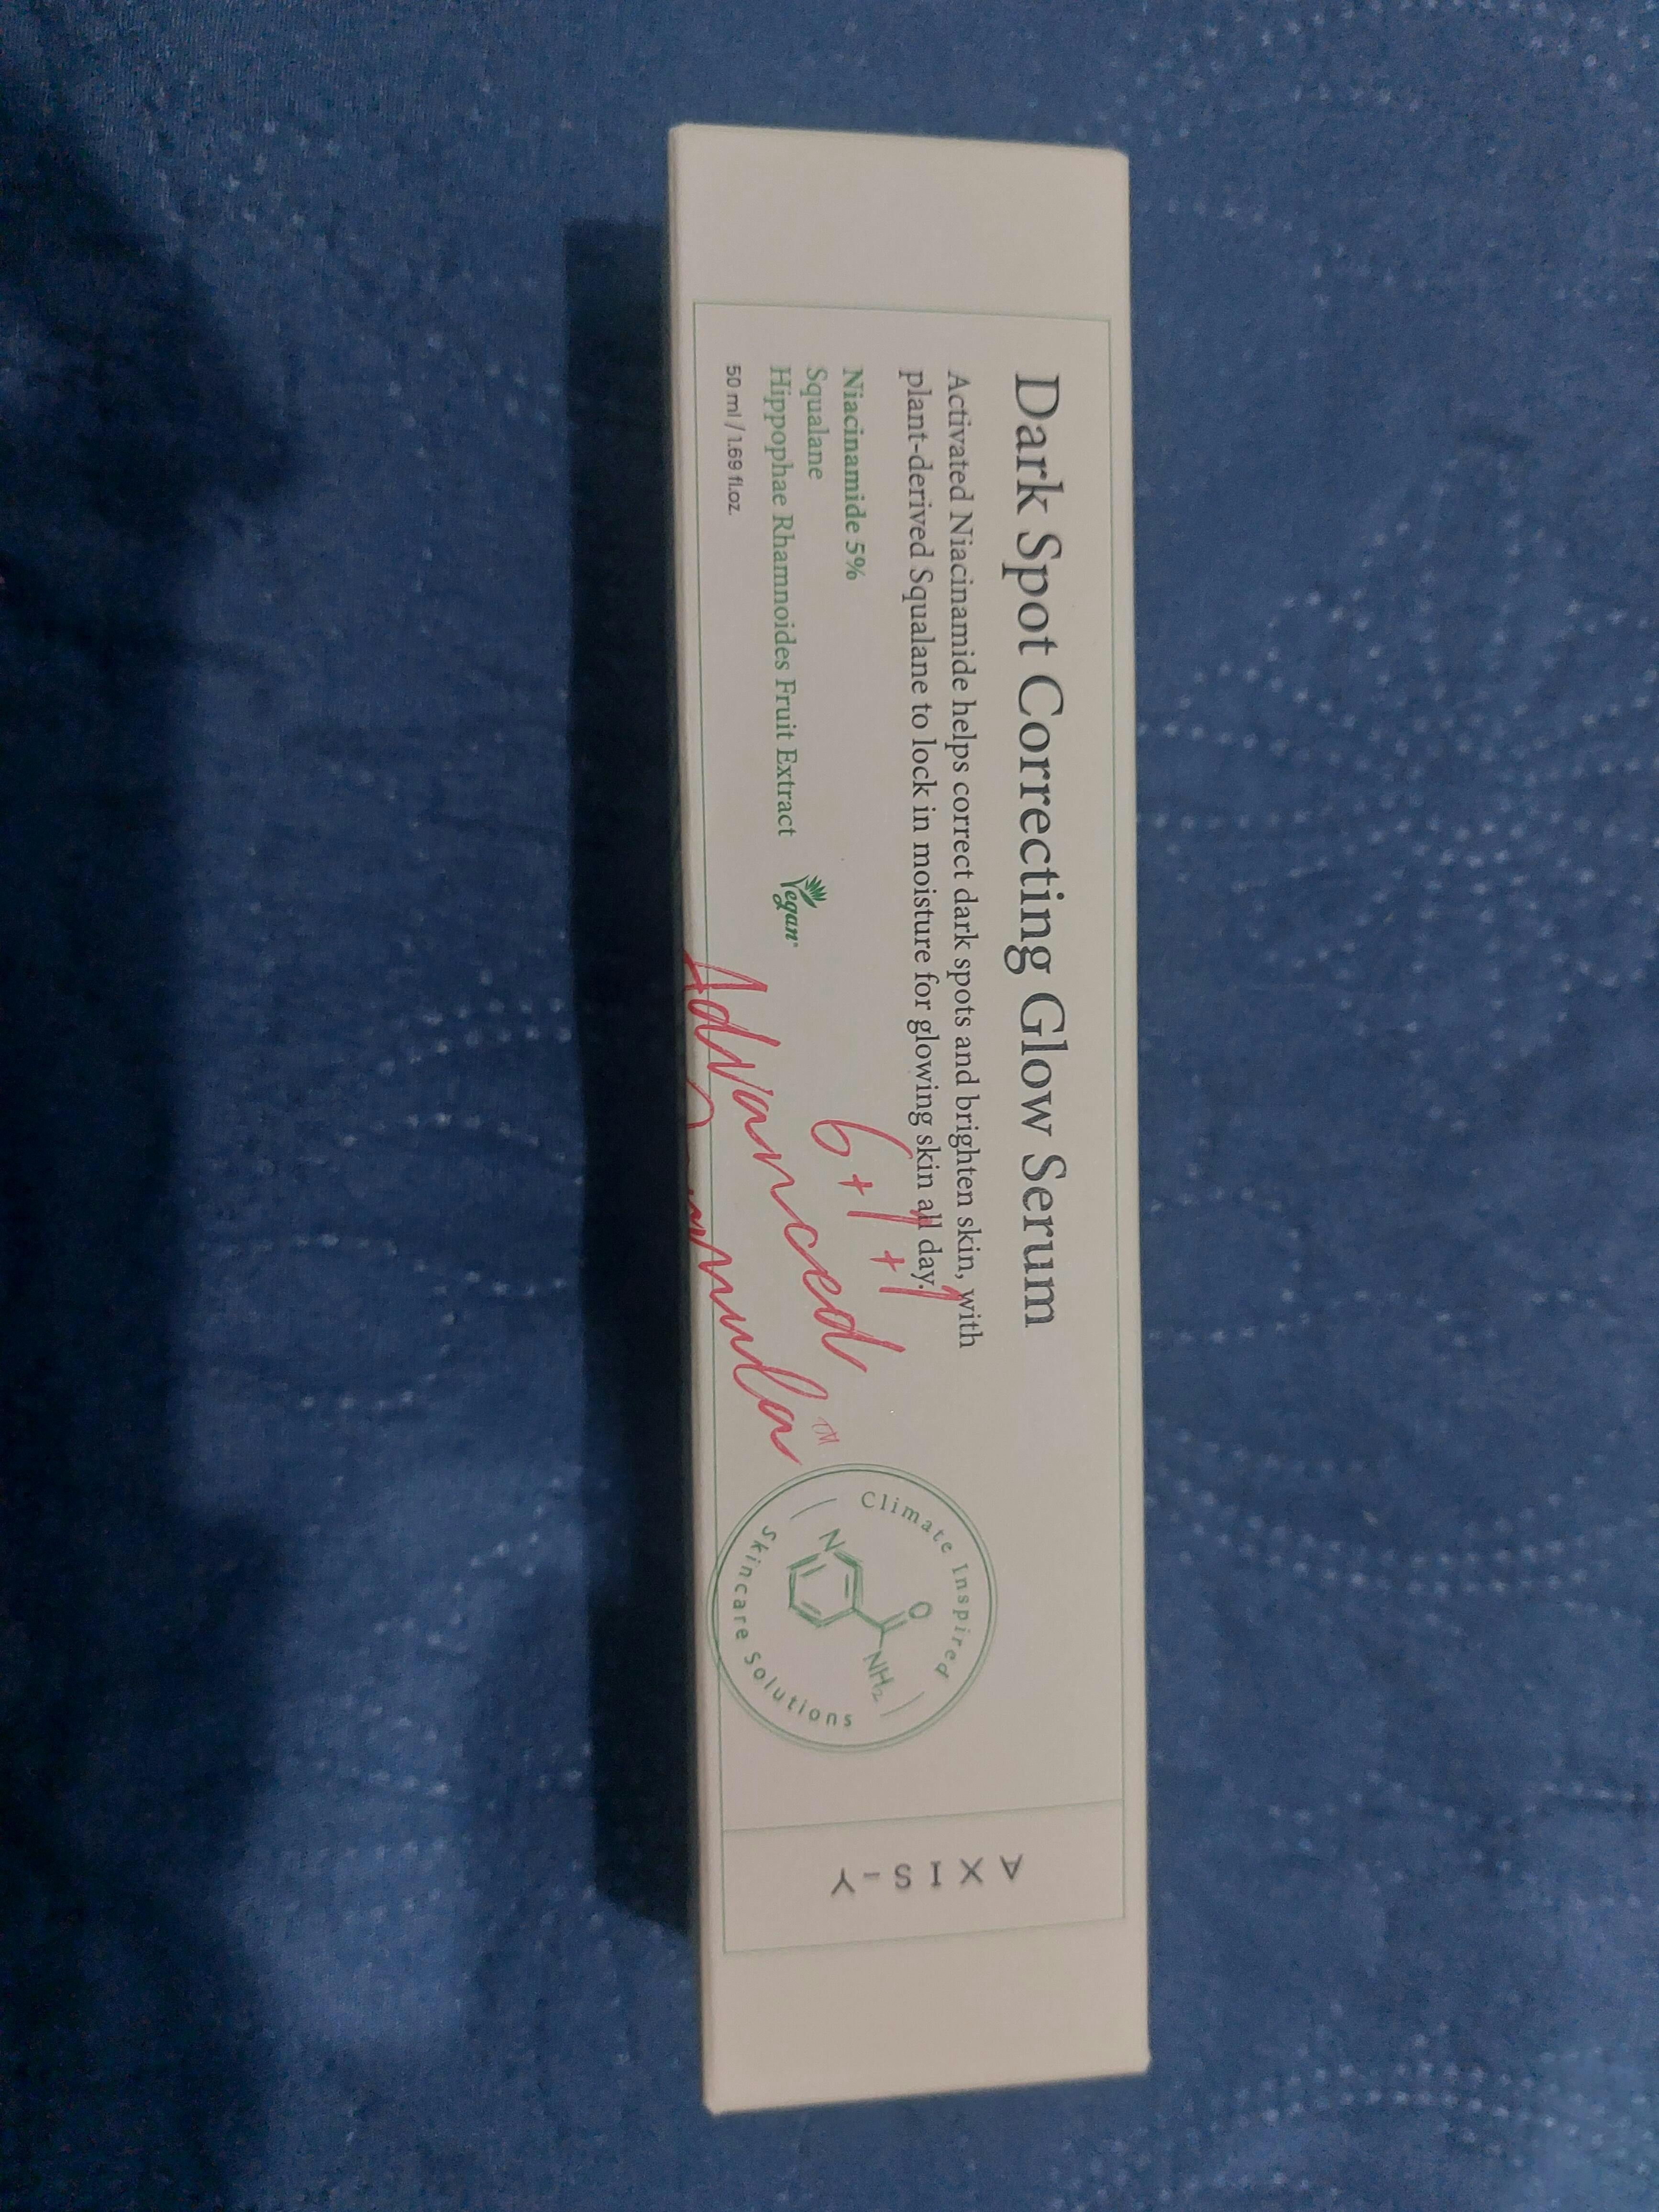 Dark Spot Correcting Glow Serum
Activated Niacinamide helps correct dark spots and brighten skin, with
plant-derived Squalane to lock in moisture for glowing skin all day.
Niacinamide 5%
Squalane
Hippophae Rhamnoides Fruit Extract
Vegan
50 ml / 1.69 fl.oz.
6+1+1
Advanced
Formula™
Climate Inspired
N
O
NH₂
Skincare Solutions
AXIS-Y